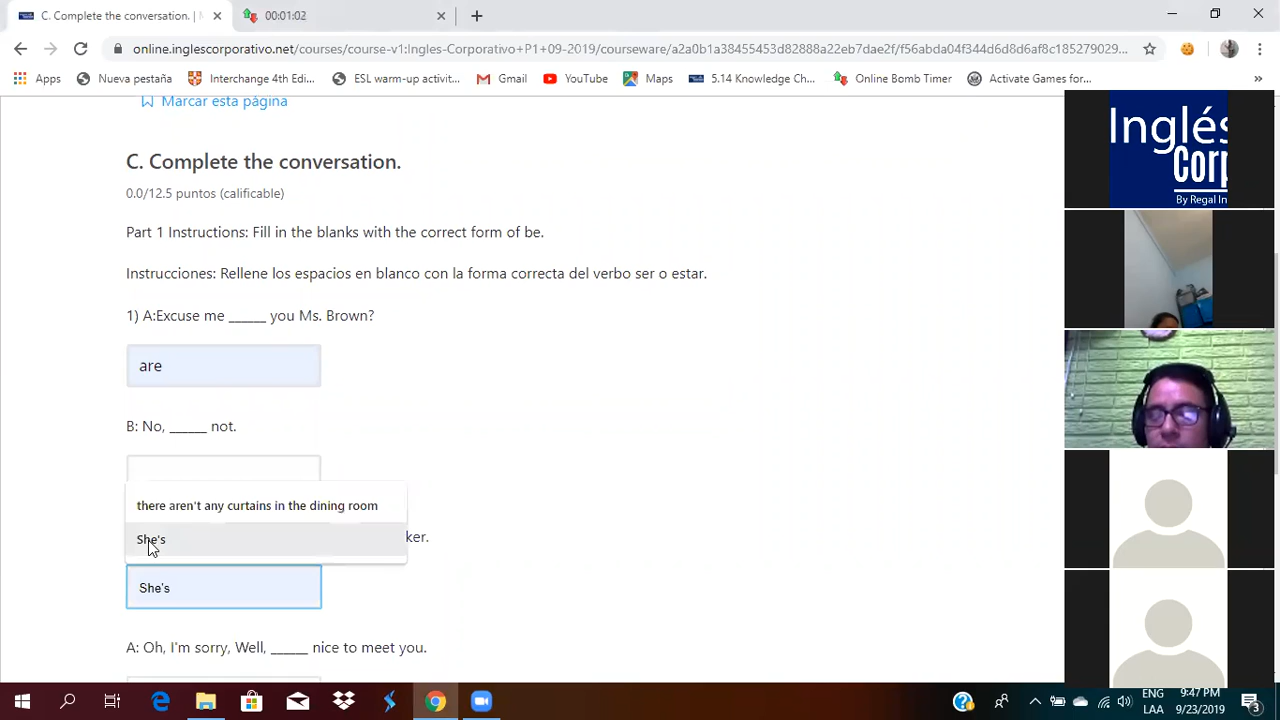 C. Complete the conversation. |
00:01:02
online.inglescorporativo.net/courses/course-v1:Ingles-Corporativo+P1+09-2019/courseware/a2a0b1a38455453d82888a22eb7dae2f/f56abda04f344d6d8d6af8c185279029...
Apps
Nueva pestaña
Interchange 4th Edi...
ESL warm-up activit...
Gmail
YouTube
Maps
5.14 Knowledge Ch...
Online Bomb Timer
Activate Games for...
Marcar esta página
C. Complete the conversation.
0.0/12.5 puntos (calificable)
Part 1 Instructions: Fill in the blanks with the correct form of be.
Instrucciones: Rellene los espacios en blanco con la forma correcta del verbo ser o estar.
1) A:Excuse me ______ you Ms. Brown?
are
B: No, ______ not.
there aren't any curtains in the dining room
She's
ker.
She's
A: Oh, I'm sorry, Well, ______ nice to meet you.
Inglés
Corp
By Regal In
ENG
LAA
9:47 PM
9/23/2019
3